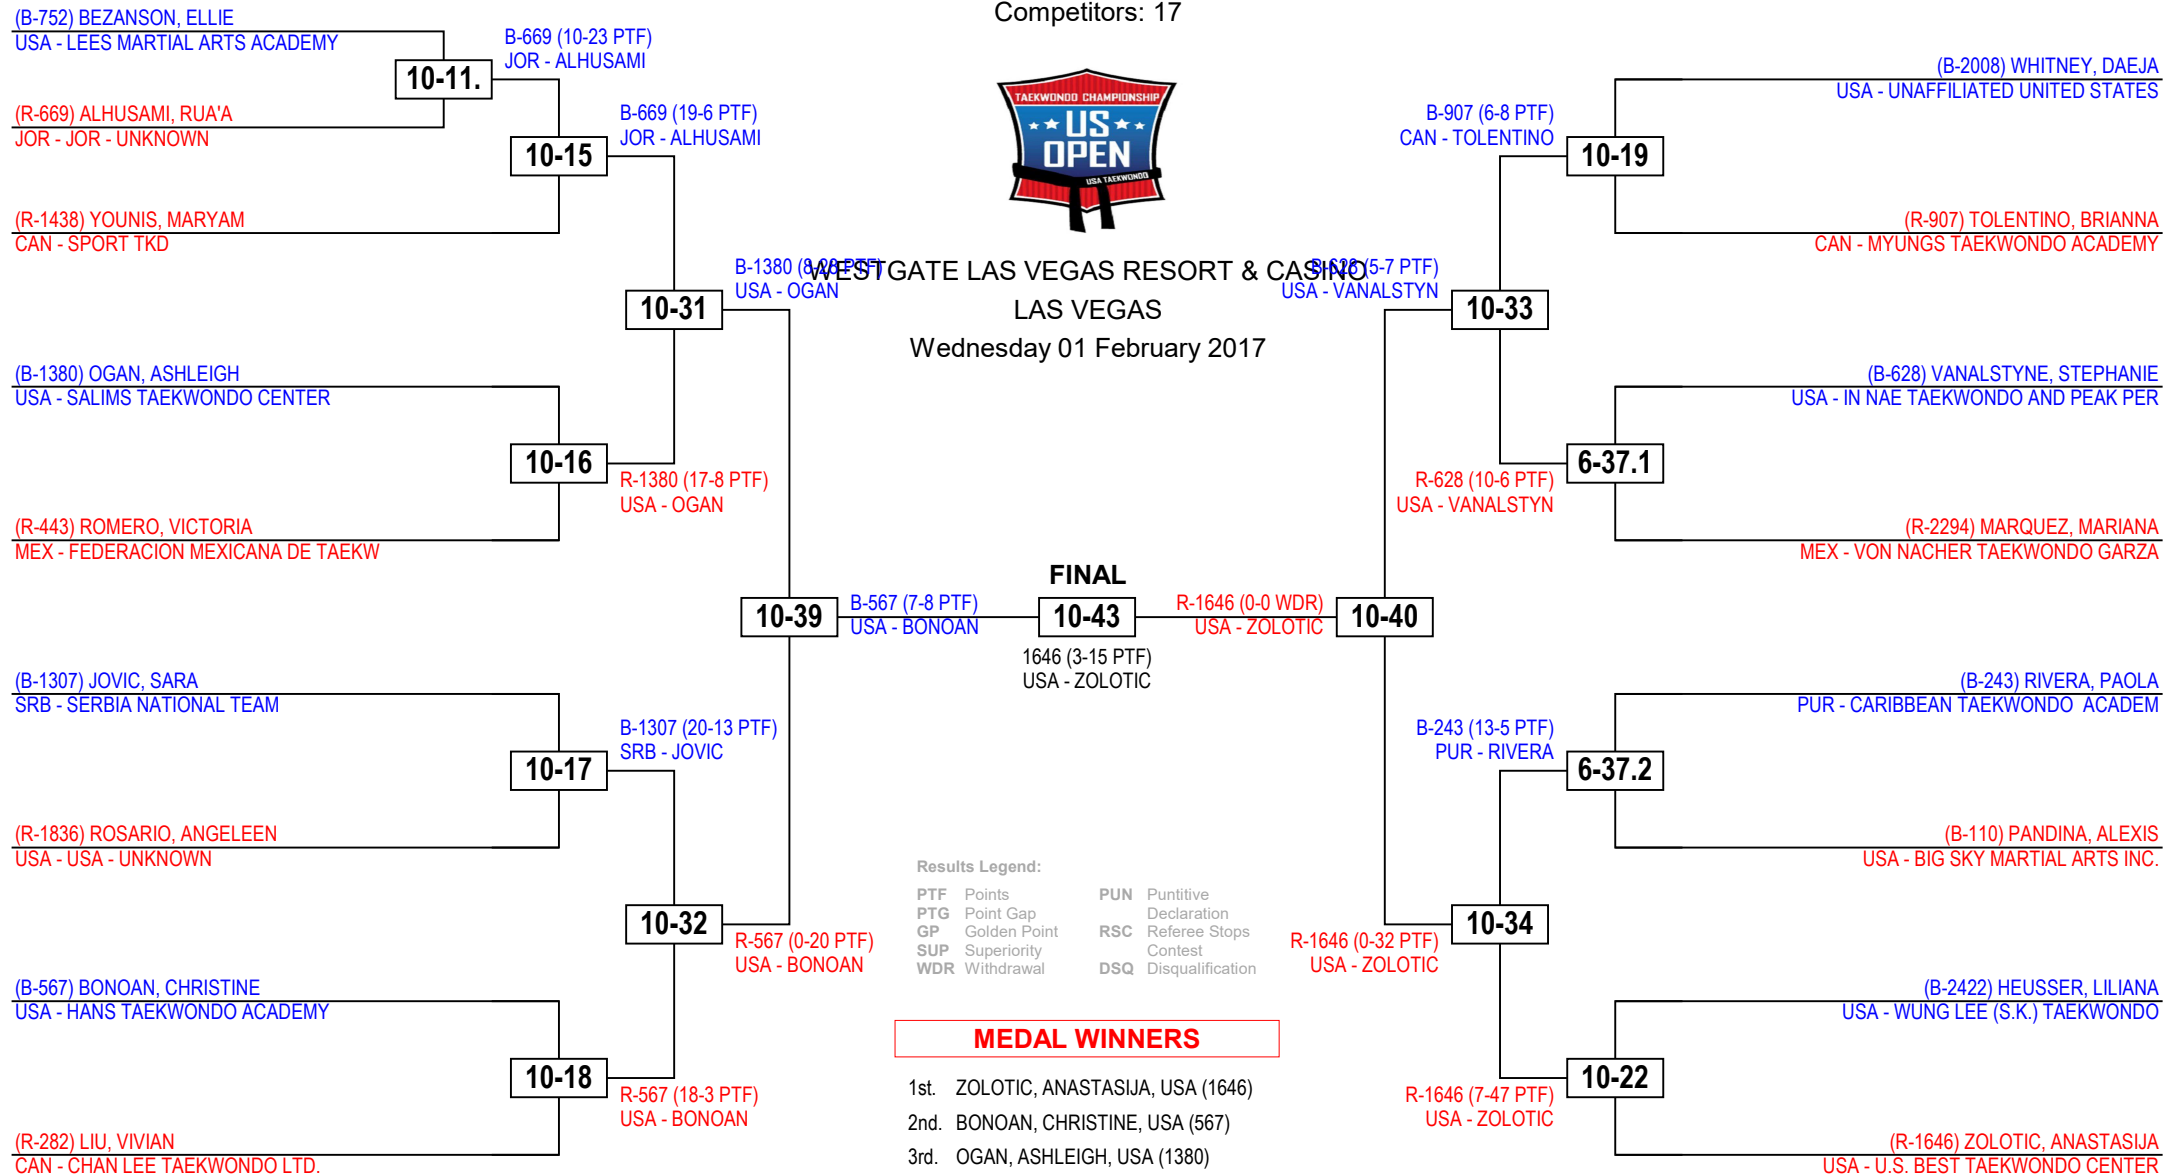 Competitors: 17
TAEKWONDO CHAMPIONSHIP
US
OPEN
USA TAEKWONDO
WESTGATE LAS VEGAS RESORT & CASINO
LAS VEGAS
Wednesday 01 February 2017
(B-752) BEZANSON, ELLIE
USA - LEES MARTIAL ARTS ACADEMY
10-11.
(R-669) ALHUSAMI, RUA'A
JOR - JOR - UNKNOWN
B-669 (10-23 PTF)
JOR - ALHUSAMI
10-15
(R-1438) YOUNIS, MARYAM
CAN - SPORT TKD
B-669 (19-6 PTF)
JOR - ALHUSAMI
10-31
B-1380 (8-28 PTF)
USA - OGAN
(B-1380) OGAN, ASHLEIGH
USA - SALIMS TAEKWONDO CENTER
10-16
R-1380 (17-8 PTF)
USA - OGAN
(R-443) ROMERO, VICTORIA
MEX - FEDERACION MEXICANA DE TAEKW
10-39
B-567 (7-8 PTF)
USA - BONOAN
(B-1307) JOVIC, SARA
SRB - SERBIA NATIONAL TEAM
10-17
B-1307 (20-13 PTF)
SRB - JOVIC
(R-1836) ROSARIO, ANGELEEN
USA - USA - UNKNOWN
10-32
R-567 (0-20 PTF)
USA - BONOAN
(B-567) BONOAN, CHRISTINE
USA - HANS TAEKWONDO ACADEMY
10-18
R-567 (18-3 PTF)
USA - BONOAN
(R-282) LIU, VIVIAN
CAN - CHAN LEE TAEKWONDO LTD.
FINAL
10-43
1646 (3-15 PTF)
USA - ZOLOTIC
R-1646 (0-0 WDR)
USA - ZOLOTIC
10-40
(B-2008) WHITNEY, DAEJA
USA - UNAFFILIATED UNITED STATES
B-907 (6-8 PTF)
CAN - TOLENTINO
10-19
(R-907) TOLENTINO, BRIANNA
CAN - MYUNGS TAEKWONDO ACADEMY
B-628 (5-7 PTF)
USA - VANALSTYN
10-33
(B-628) VANALSTYNE, STEPHANIE
USA - IN NAE TAEKWONDO AND PEAK PER
6-37.1
R-628 (10-6 PTF)
USA - VANALSTYN
(R-2294) MARQUEZ, MARIANA
MEX - VON NACHER TAEKWONDO GARZA
(B-243) RIVERA, PAOLA
PUR - CARIBBEAN TAEKWONDO ACADEM
B-243 (13-5 PTF)
PUR - RIVERA
6-37.2
(B-110) PANDINA, ALEXIS
USA - BIG SKY MARTIAL ARTS INC.
10-34
R-1646 (0-32 PTF)
USA - ZOLOTIC
(B-2422) HEUSSER, LILIANA
USA - WUNG LEE (S.K.) TAEKWONDO
10-22
R-1646 (7-47 PTF)
USA - ZOLOTIC
(R-1646) ZOLOTIC, ANASTASIJA
USA - U.S. BEST TAEKWONDO CENTER
Results Legend:
PTF Points
PTG Point Gap
GP Golden Point
SUP Superiority
WDR Withdrawal
PUN Puntitive
Declaration
RSC Referee Stops
Contest
DSQ Disqualification
MEDAL WINNERS
1st. ZOLOTIC, ANASTASIJA, USA (1646)
2nd. BONOAN, CHRISTINE, USA (567)
3rd. OGAN, ASHLEIGH, USA (1380)